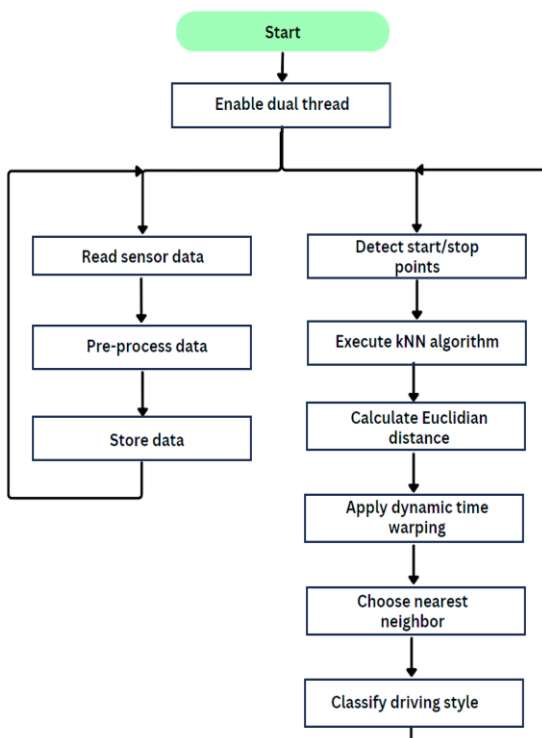 Start
Enable dual thread
Read sensor data
Pre-process data
Store data
Detect start/stop
points
Execute kNN algorithm
Calculate Euclidian
distance
Apply dynamic time
warping
Choose nearest
neighbor
Classify driving style